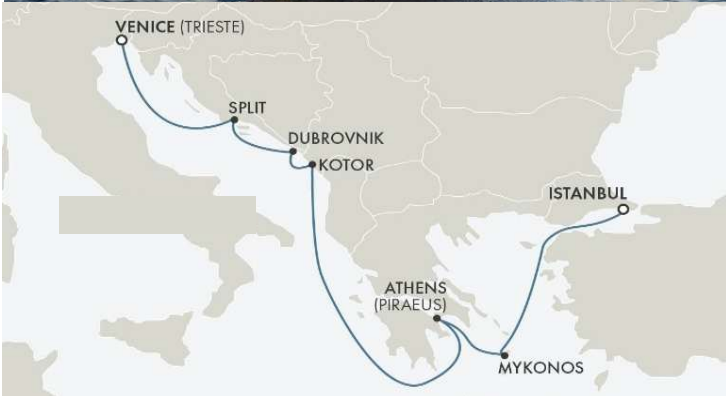 VENICE (TRIESTE)
SPLIT
DUBROVNIK
KOTOR
ISTANBUL
ATHENS
(PIRAEUS)
MYKONOS